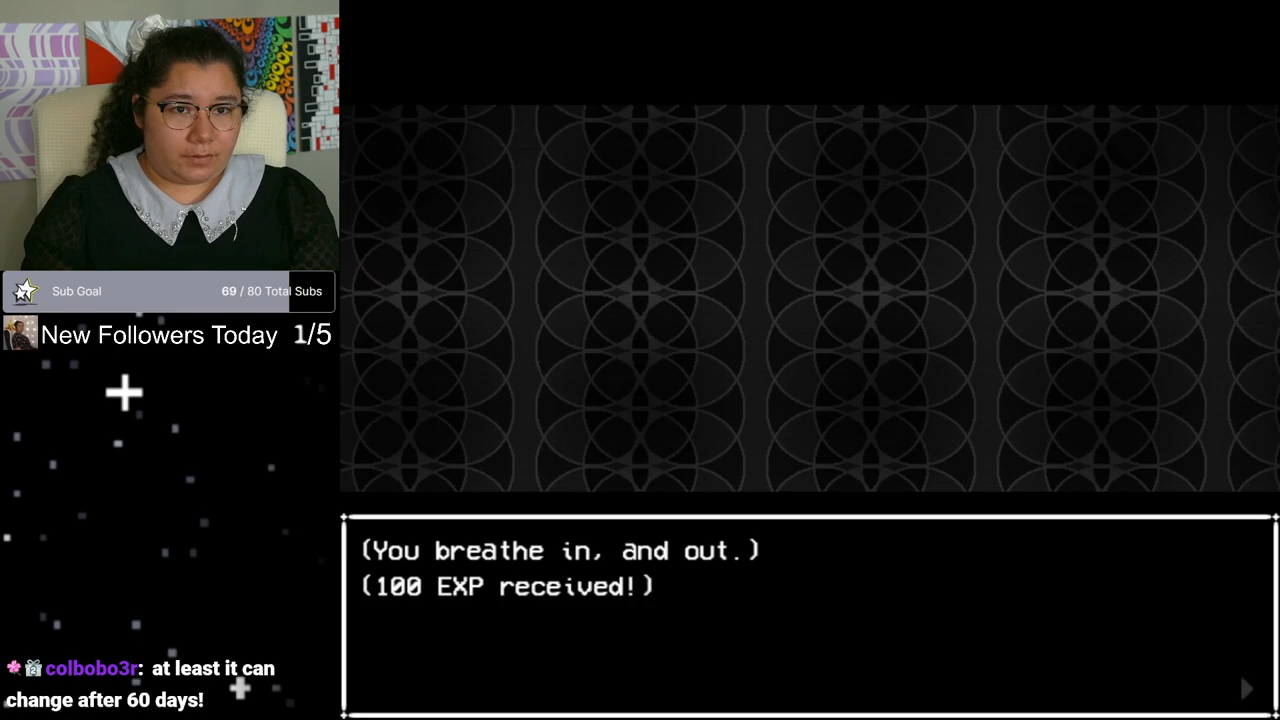 Sub Goal 69 / 80 Total Subs
New Followers Today 1/5
(You breathe in, and out.)
(100 EXP received!)
colbobo3r: at least it can
change after 60 days!